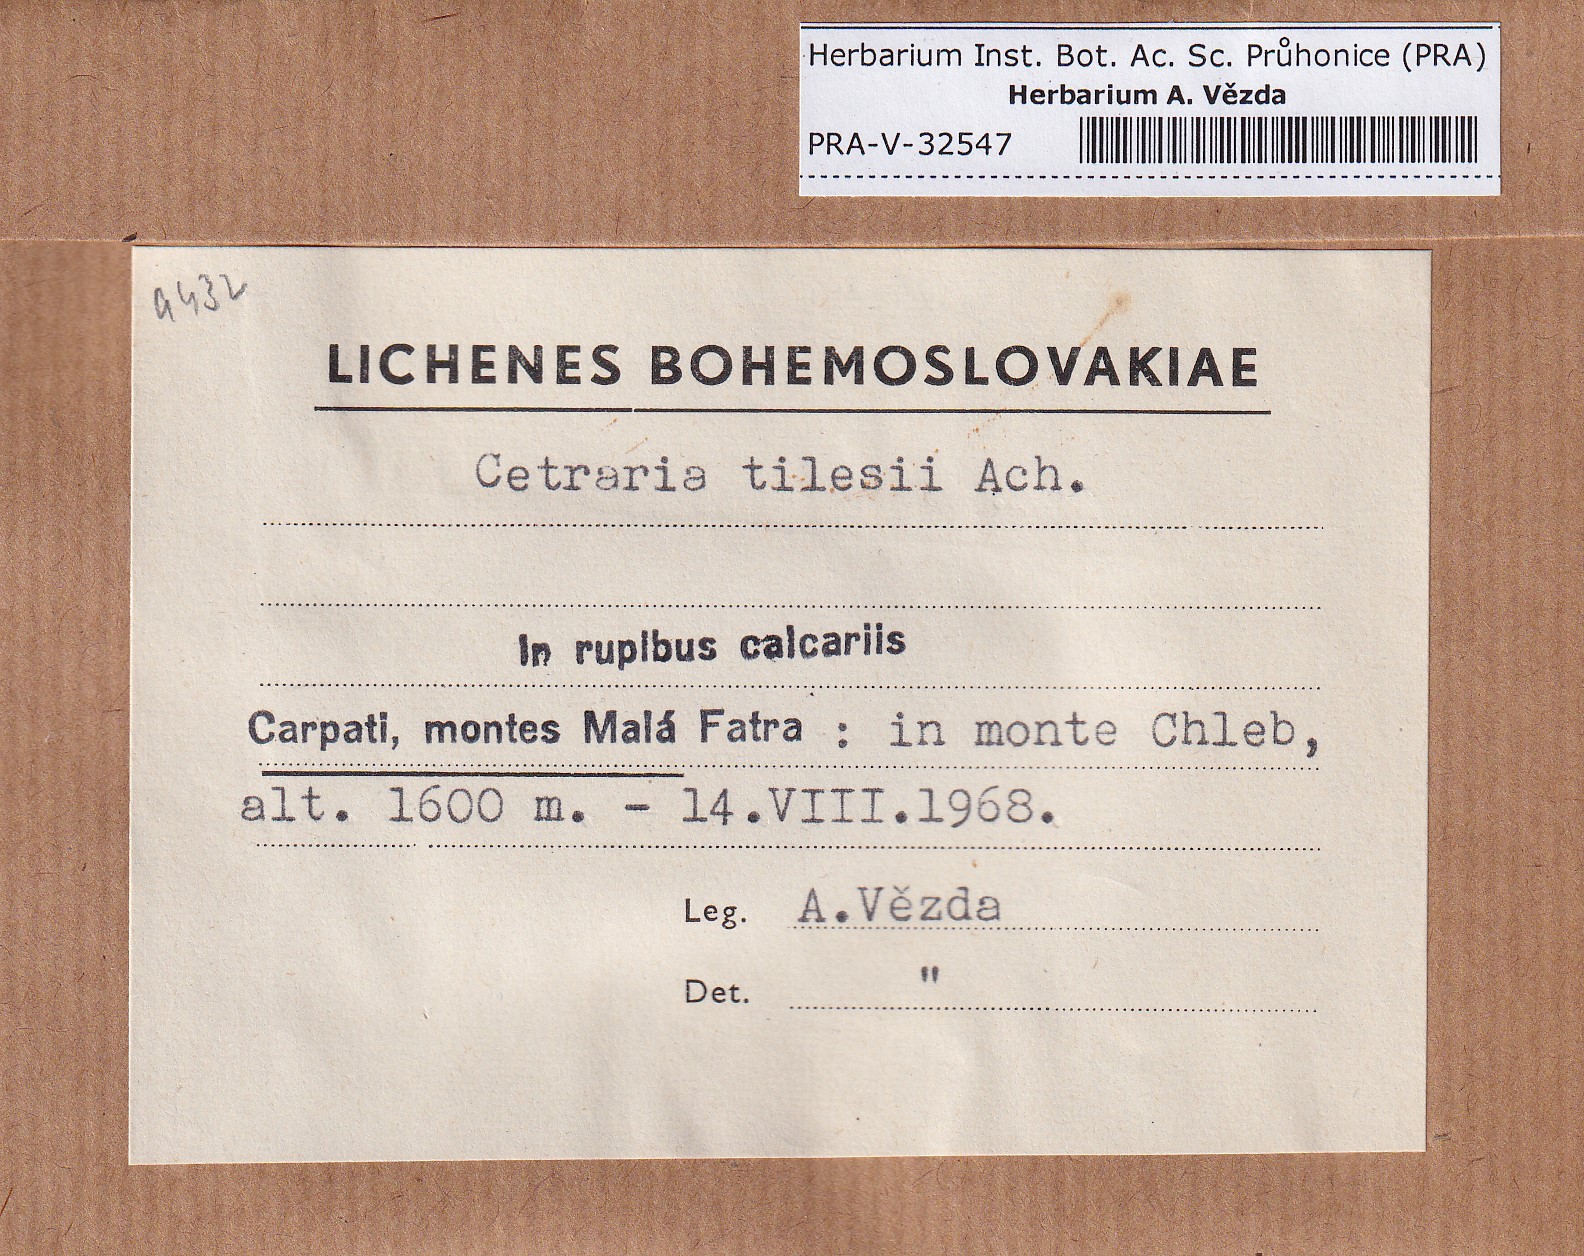 Herbarium Inst. Bot. Ac. Sc. Průhonice (PRA)
Herbarium A. Vězda
PRA-V-32547
9432
LICHENES BOHEMOSLOVAKIAE
Cetraria tilesii Ach.
In rupibus calcariis
Carpati, montes Malá Fatra : in monte Chleb,
alt. 1600 m. - 14.VIII.1968.
Leg. A.Vězda
Det. "